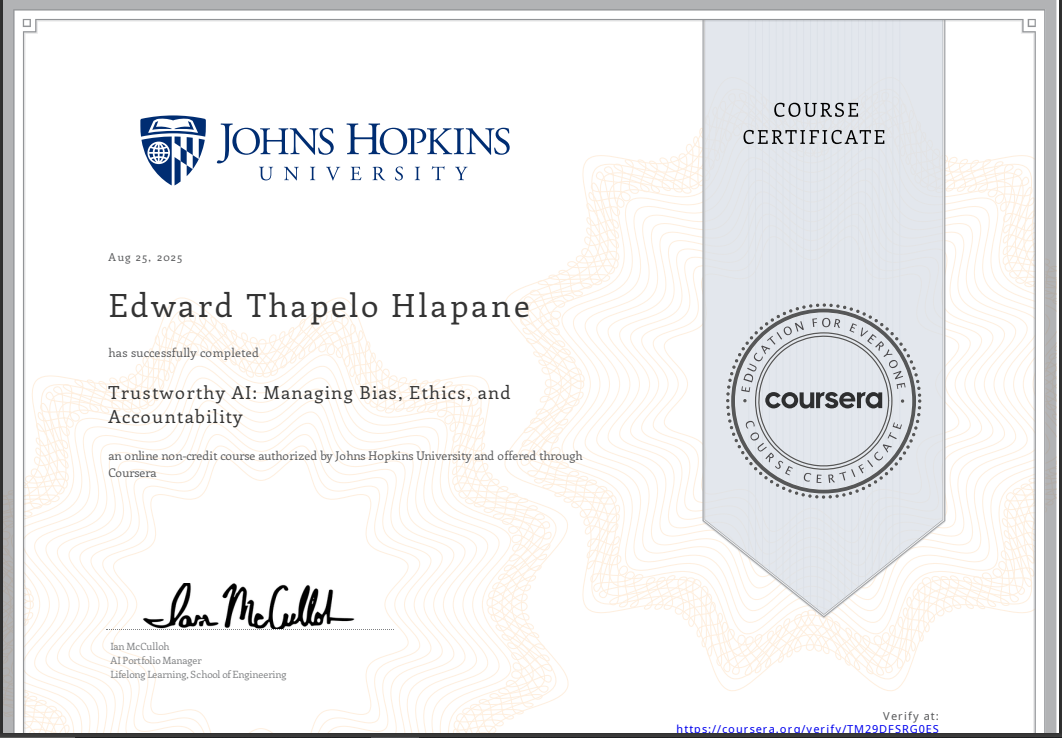 JOHNS HOPKINS
UNIVERSITY
COURSE
CERTIFICATE
Aug 25, 2025
Edward Thapelo Hlapane
has successfully completed
Trustworthy AI: Managing Bias, Ethics, and
Accountability
an online non-credit course authorized by Johns Hopkins University and offered through
Coursera
EDUCATION FOR EVERYONE
coursera
COURSE CERTIFICATE
Ian McCulloh
Ian McCulloh
AI Portfolio Manager
Lifelong Learning, School of Engineering
Verify at:
https://coursera.org/verify/TM29DFSRG0ES